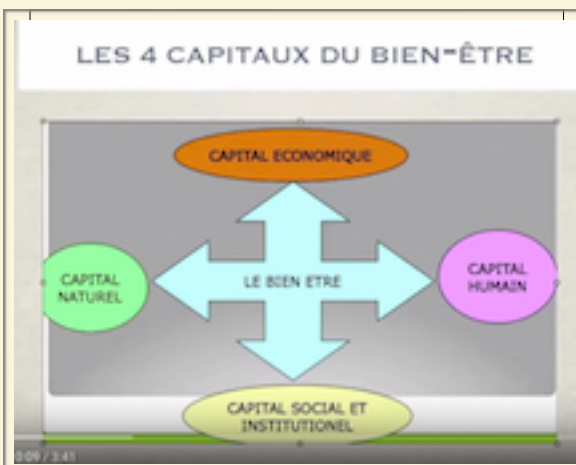 LES 4 CAPITAUX DU BIEN-ÊTRE
CAPITAL ECONOMIQUE
CAPITAL
NATUREL
LE BIEN ETRE
CAPITAL
HUMAIN
CAPITAL SOCIAL ET
INSTITUTIONEL
0:09 / 3:41